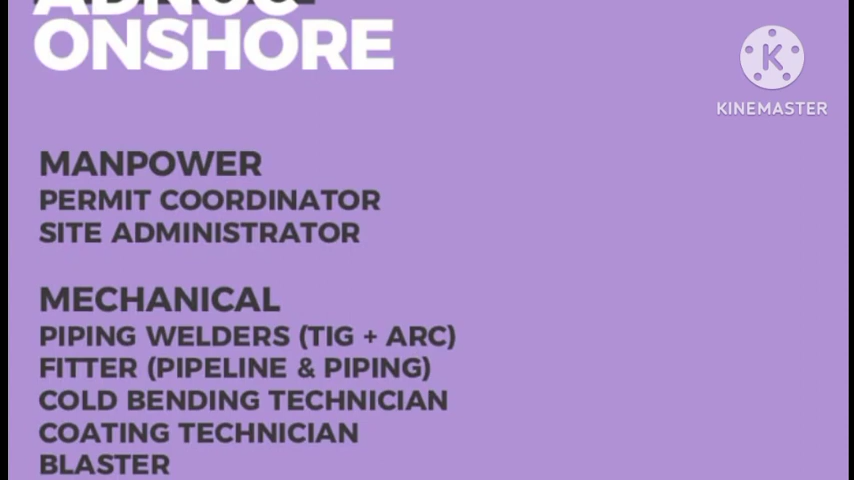 ONSHORE
KINEMASTER
MANPOWER
PERMIT COORDINATOR
SITE ADMINISTRATOR
MECHANICAL
PIPING WELDERS (TIG + ARC)
FITTER (PIPELINE & PIPING)
COLD BENDING TECHNICIAN
COATING TECHNICIAN
BLASTER